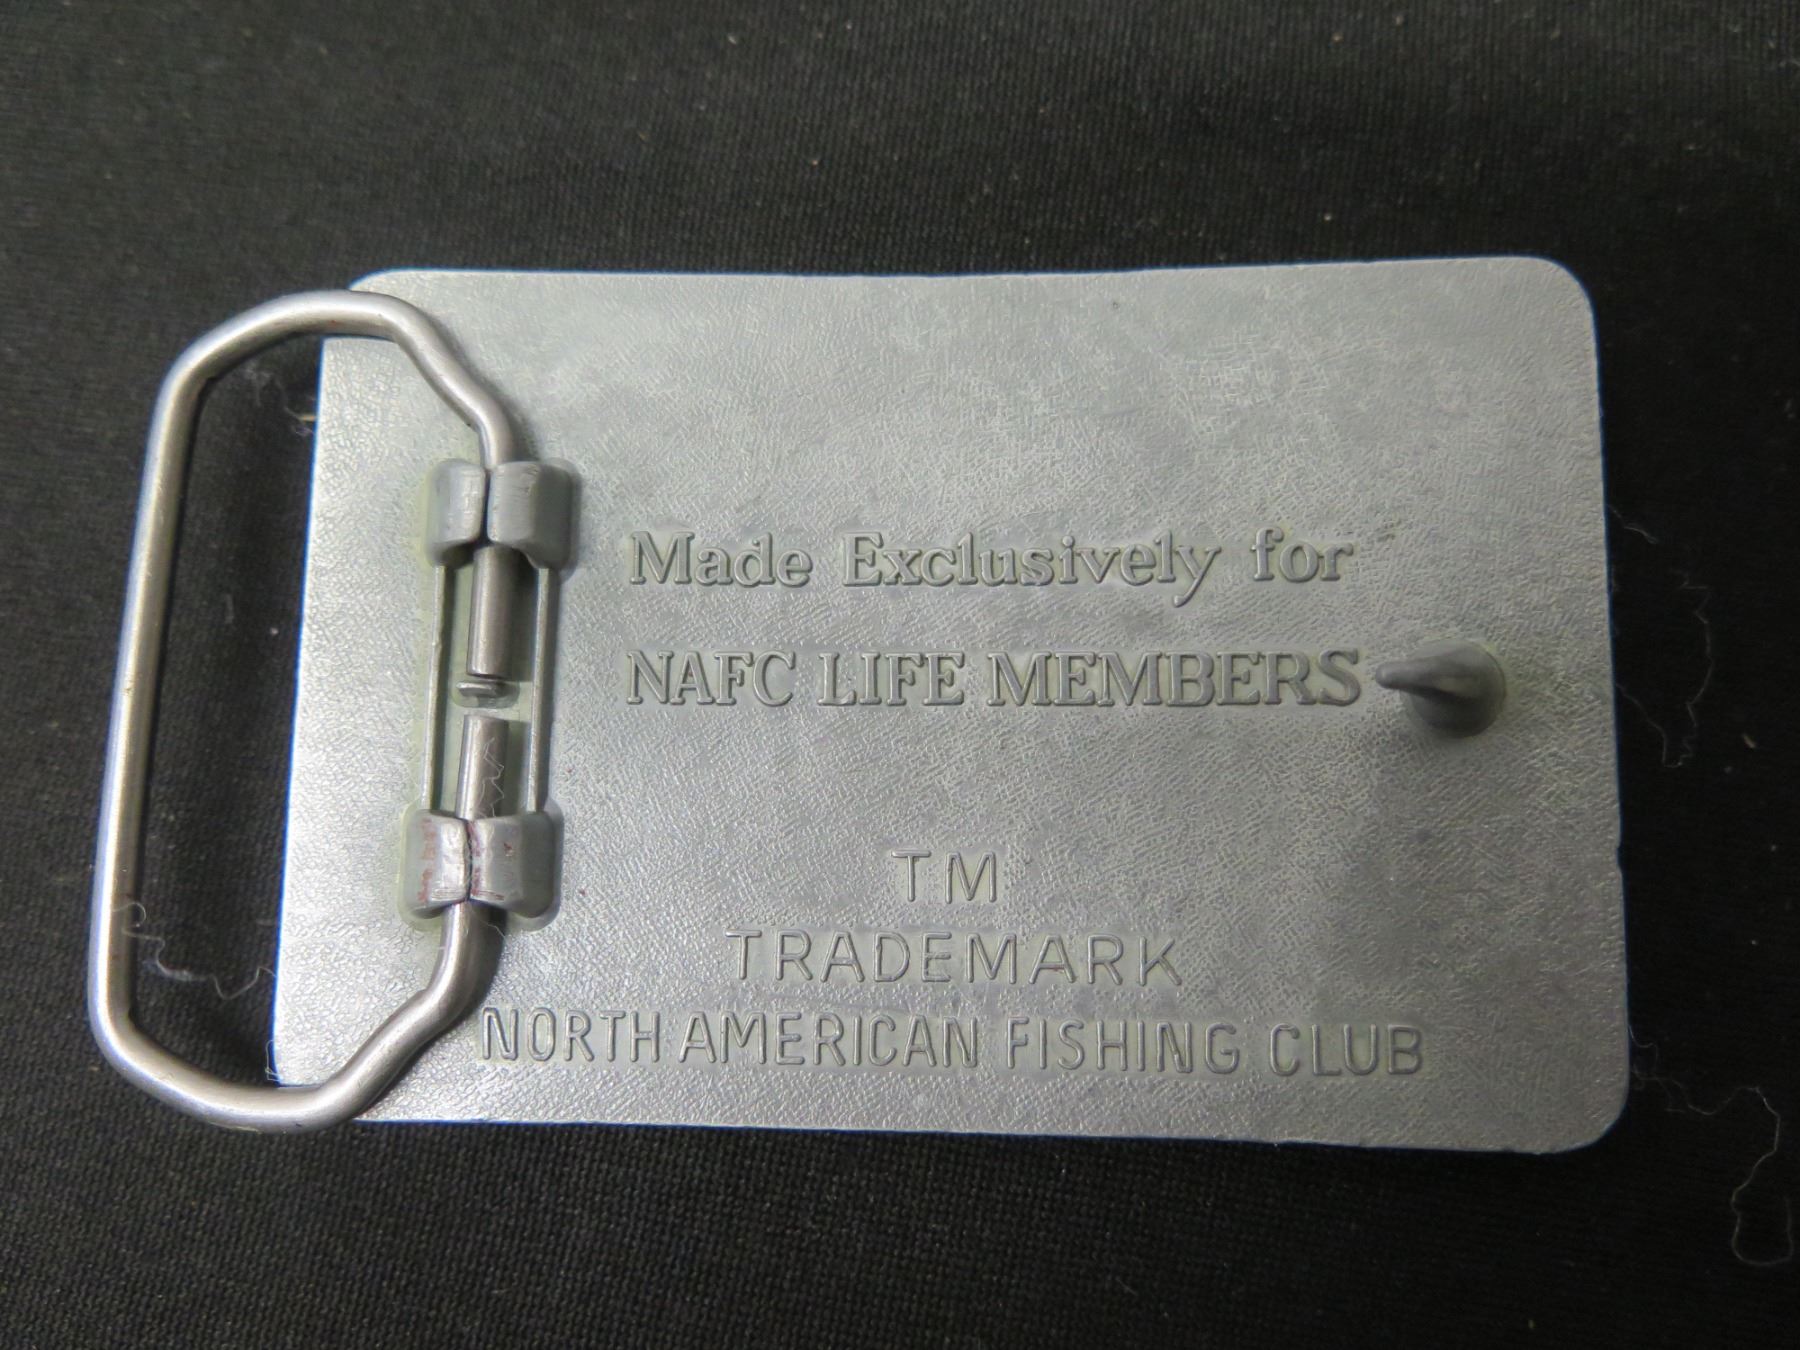 Made Exclusively for
NAFC LIFE MEMBERS
TM
TRADEMARK
NORTH AMERICAN FISHING CLUB